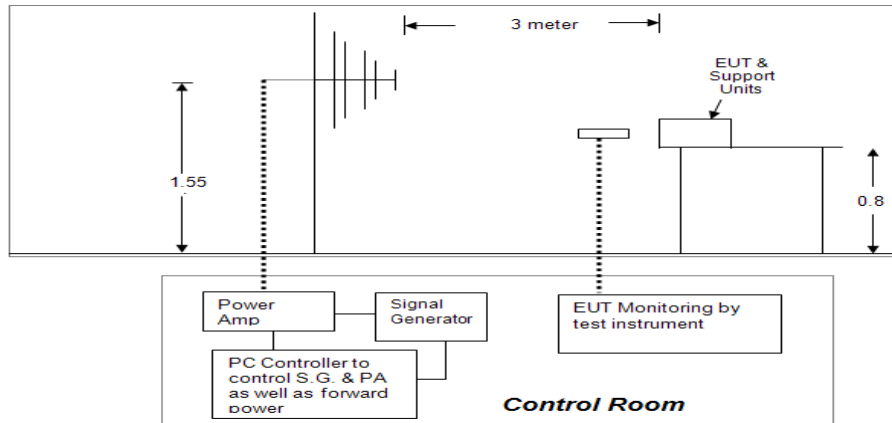 3 meter
EUT &
Support
Units
1.55
0.8
Power
Amp
Signal
Generator
EUT Monitoring by
test instrument
PC Controller to
control S.G. & PA
as well as forward
power
Control Room